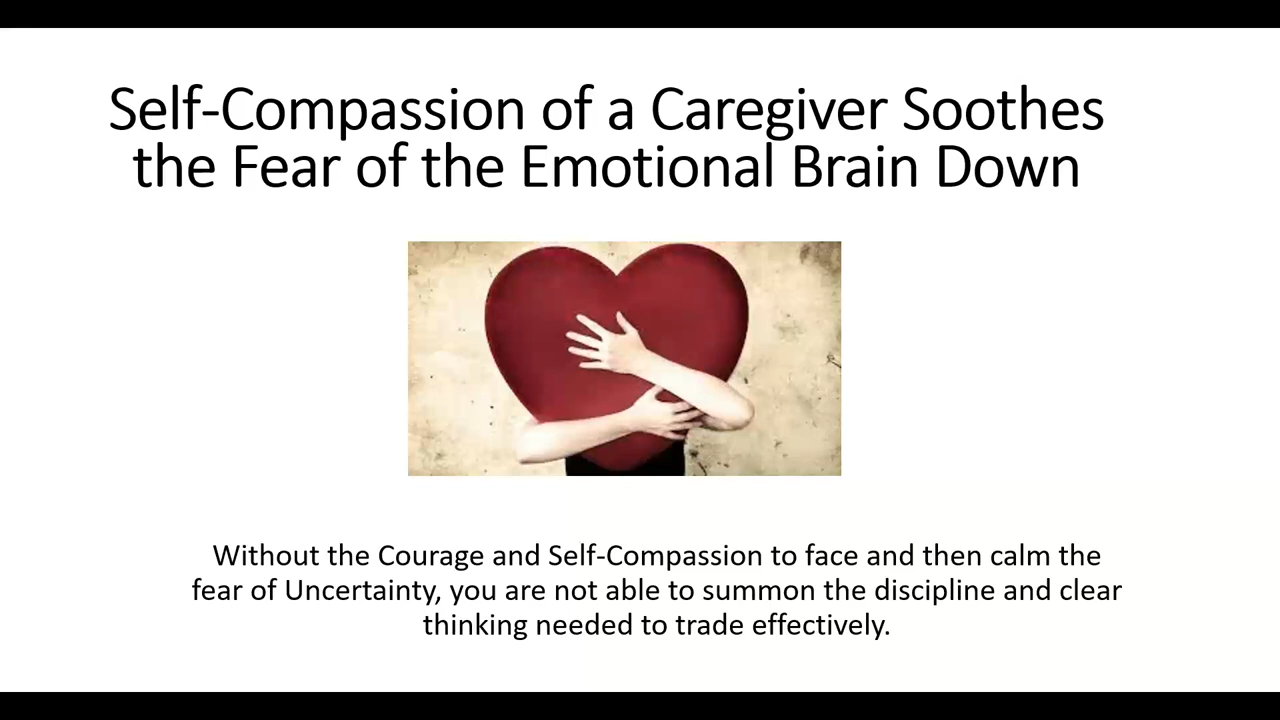 Self-Compassion of a Caregiver Soothes
the Fear of the Emotional Brain Down
Without the Courage and Self-Compassion to face and then calm the
fear of Uncertainty, you are not able to summon the discipline and clear
thinking needed to trade effectively.